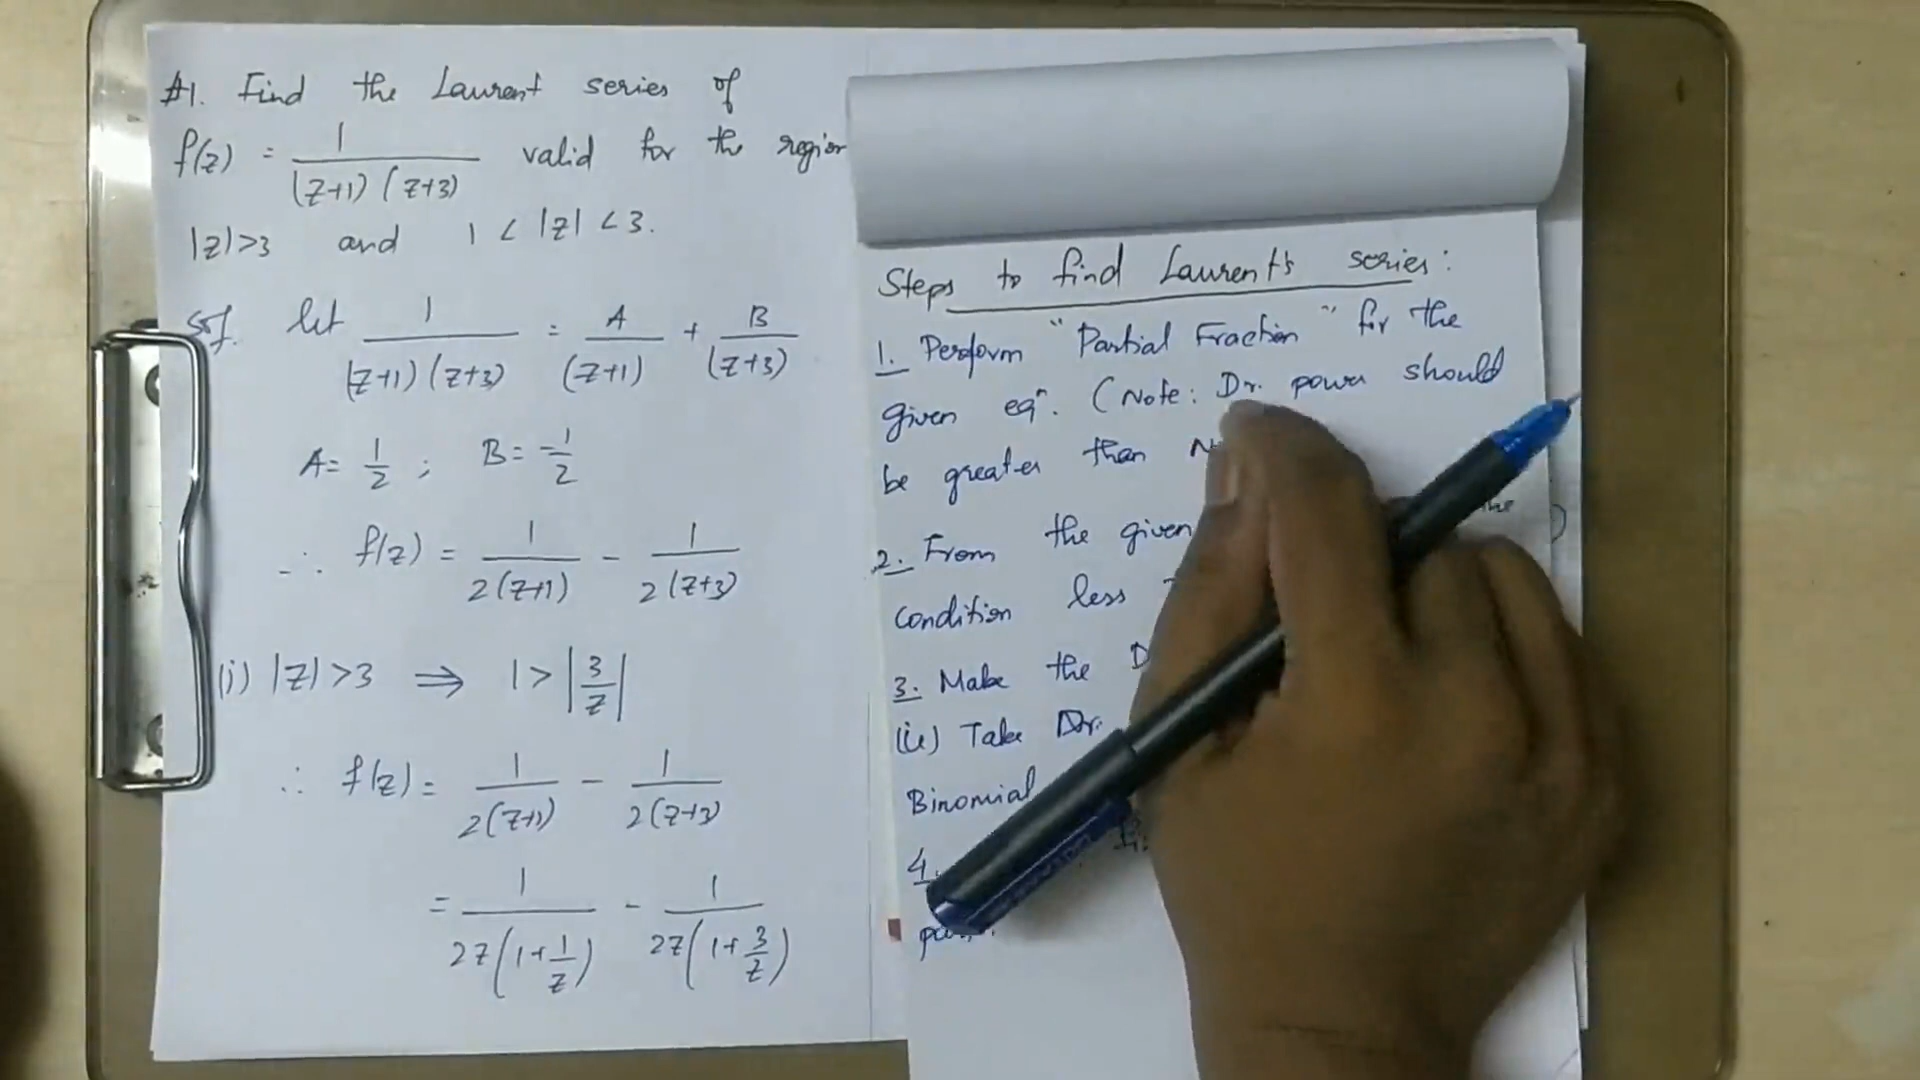 #1. Find the Laurent series of
f(z) = 1/((z+1)(z+3)) valid for the region
|z|>3 and 1 < |z| < 3.
Sol. let 1/((z+1)(z+3)) = A/(z+1) + B/(z+3)
A = 1/2 ; B = -1/2
∴ f(z) = 1/(2(z+1)) - 1/(2(z+3))
(i) |z|>3 ⇒ 1 > |3/z|
∴ f(z) = 1/(2(z+1)) - 1/(2(z+3))
= 1/(2z(1+1/z)) - 1/(2z(1+3/z))
Steps to find Laurent's series:
1. Perform "Partial Fraction" for the
given eqn. (Note: Dr. power should
be greater than
2. From the given the
condition less
3. Make the
(ie) Take Dr.
Binomial
4.